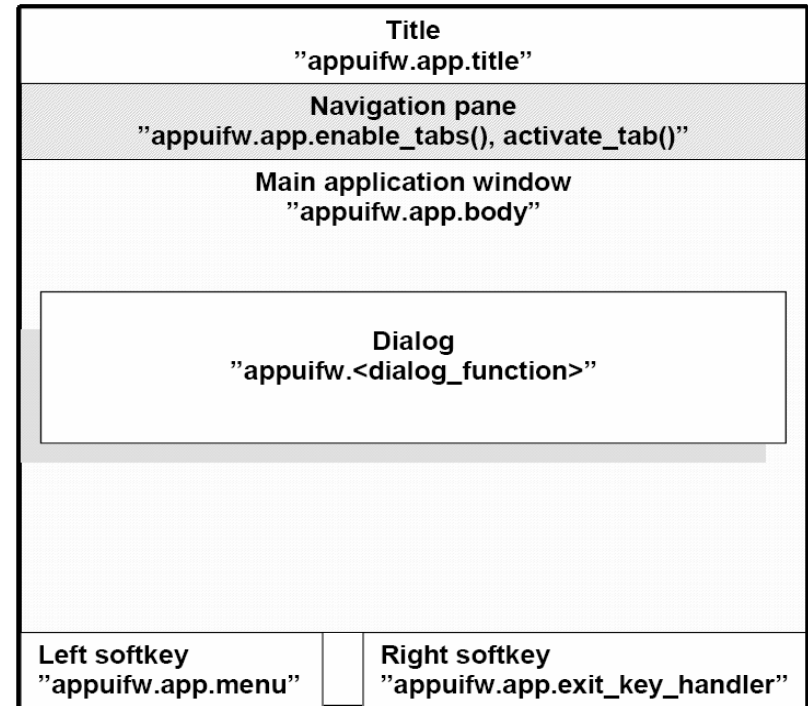 Title
”appuifw.app.title”
Navigation pane
”appuifw.app.enable_tabs(), activate_tab()”
Main application window
”appuifw.app.body”
Dialog
”appuifw.<dialog_function>”
Left softkey
”appuifw.app.menu”
Right softkey
”appuifw.app.exit_key_handler”